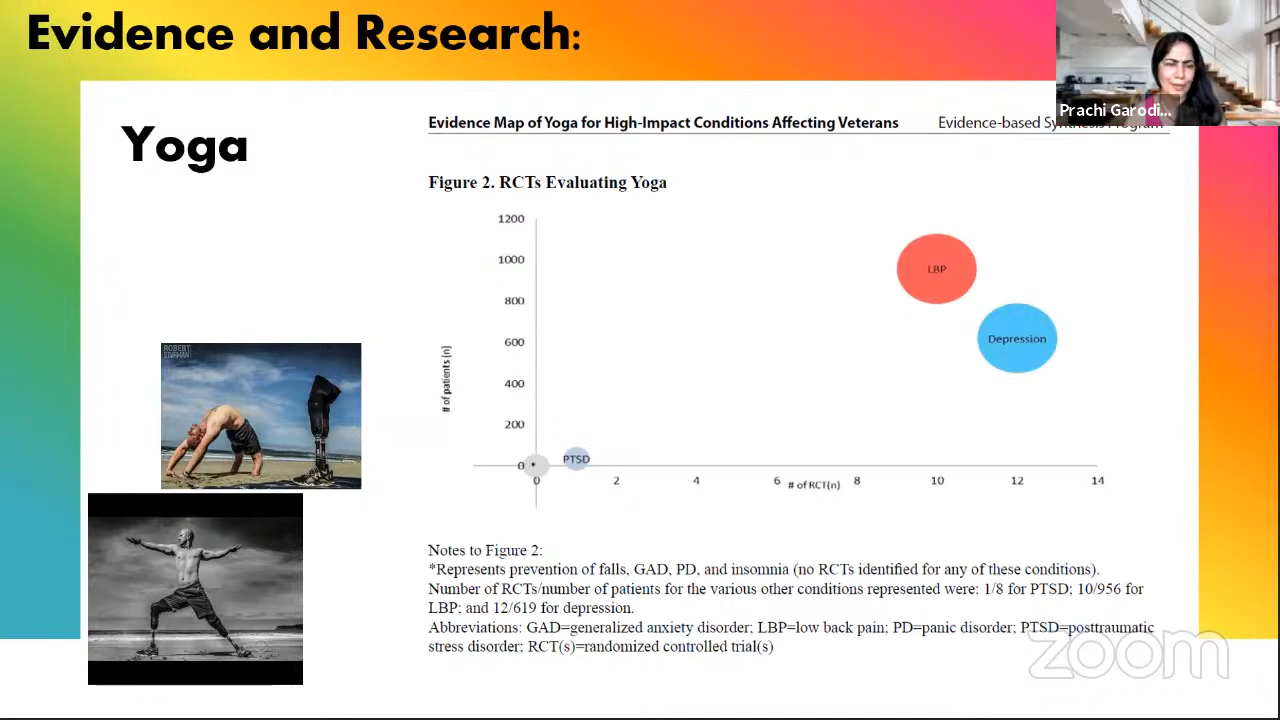 Evidence and Research:
Prachi Garodi...
Yoga
Evidence Map of Yoga for High-Impact Conditions Affecting Veterans Evidence-based Synthesis Program
Figure 2. RCTs Evaluating Yoga
1200
1000
800
600
400
200
0
# of patients (n)
LBP
Depression
PTSD
*
0 2 4 6 8 10 12 14
# of RCT(n)
ROBERT
STURMAN
Notes to Figure 2:
*Represents prevention of falls, GAD, PD, and insomnia (no RCTs identified for any of these conditions).
Number of RCTs/number of patients for the various other conditions represented were: 1/8 for PTSD; 10/956 for
LBP; and 12/619 for depression.
Abbreviations: GAD=generalized anxiety disorder; LBP=low back pain; PD=panic disorder; PTSD=posttraumatic
stress disorder; RCT(s)=randomized controlled trial(s)
zoom